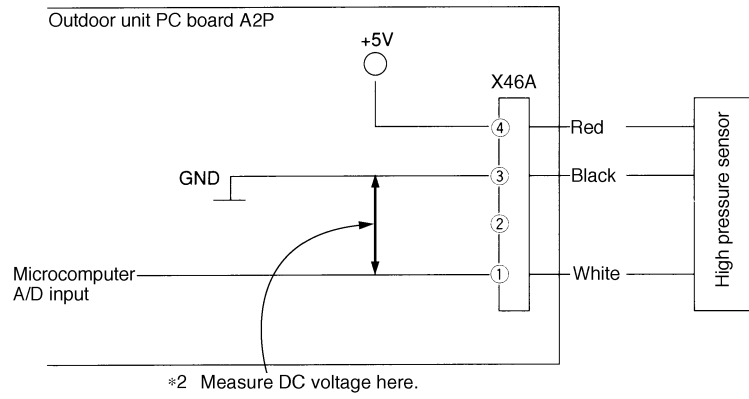 Outdoor unit PC board A2P
+5V
X46A
4
Red
GND
3
Black
2
Microcomputer
A/D input
1
White
High pressure sensor
*2 Measure DC voltage here.